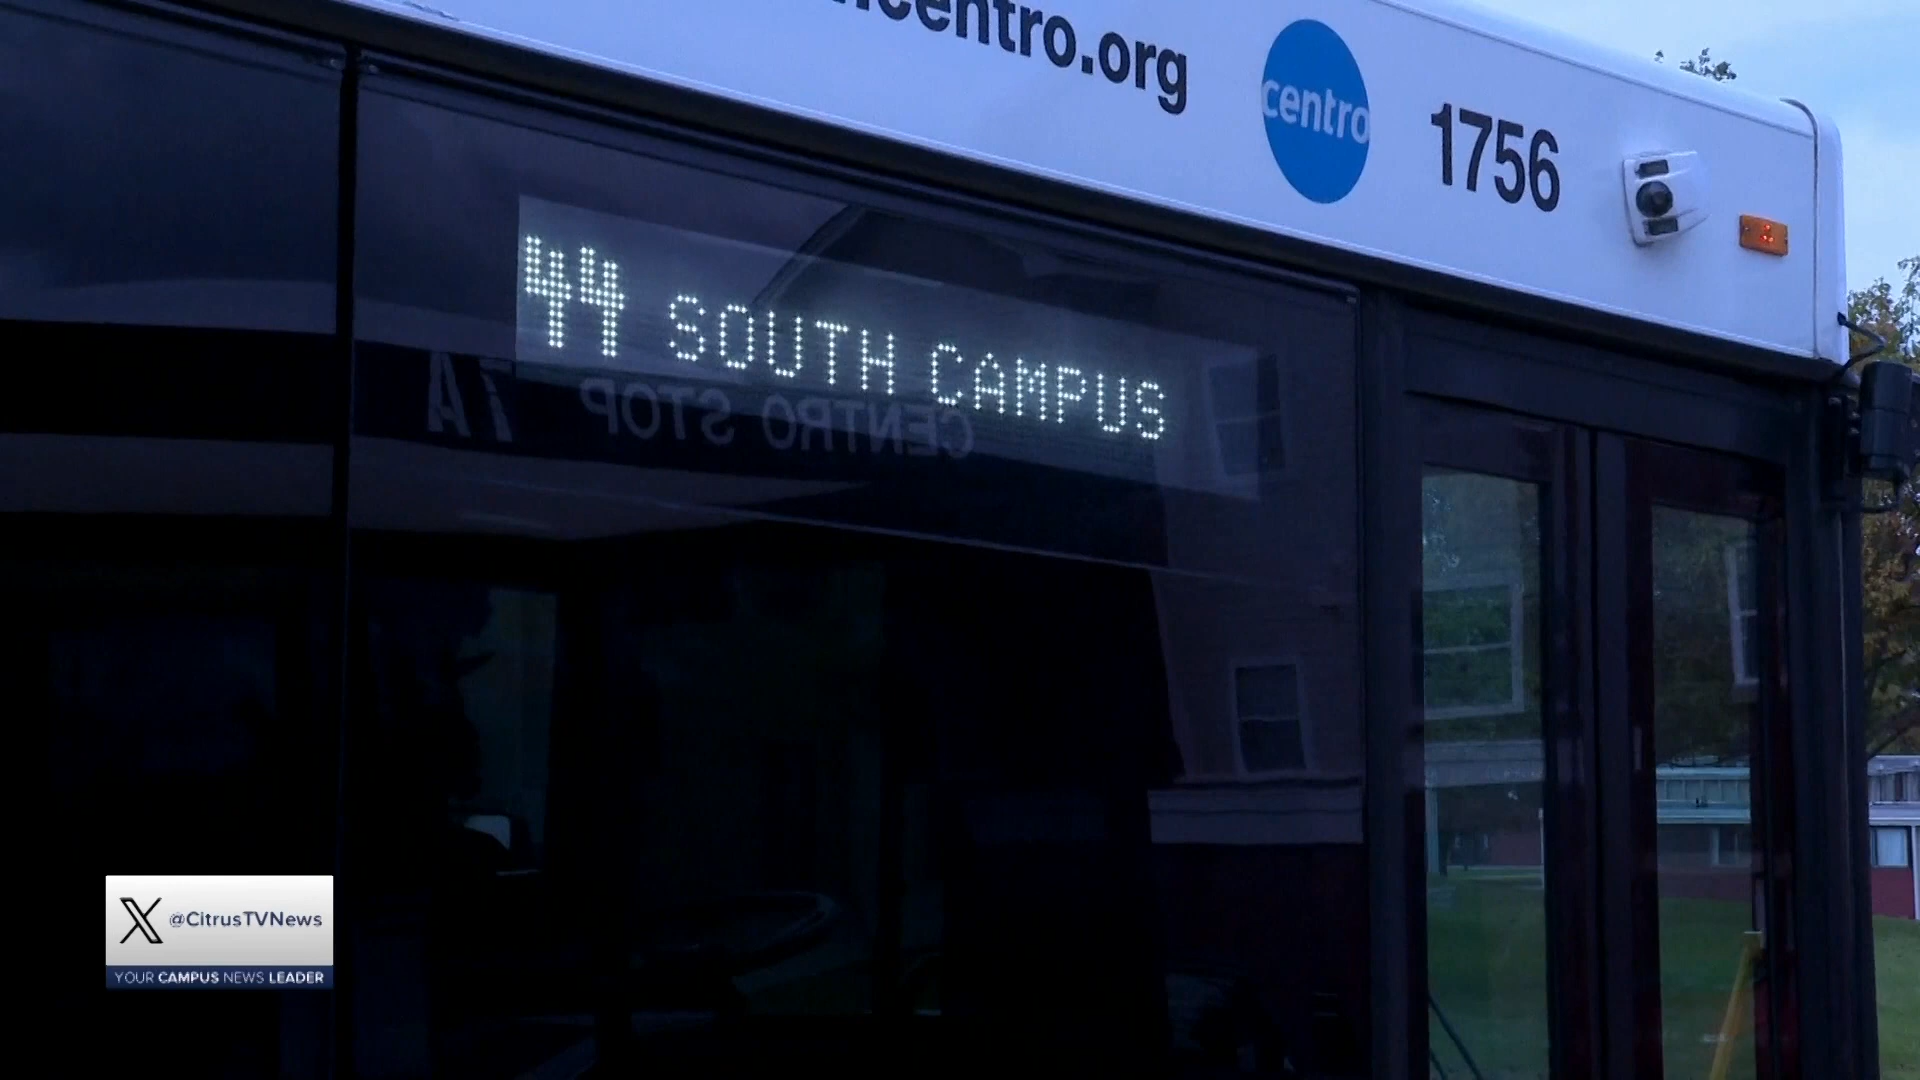 centro.org
centro
1756
44 SOUTH CAMPUS
CENTRO STOP
@CitrusTVNews
YOUR CAMPUS NEWS LEADER